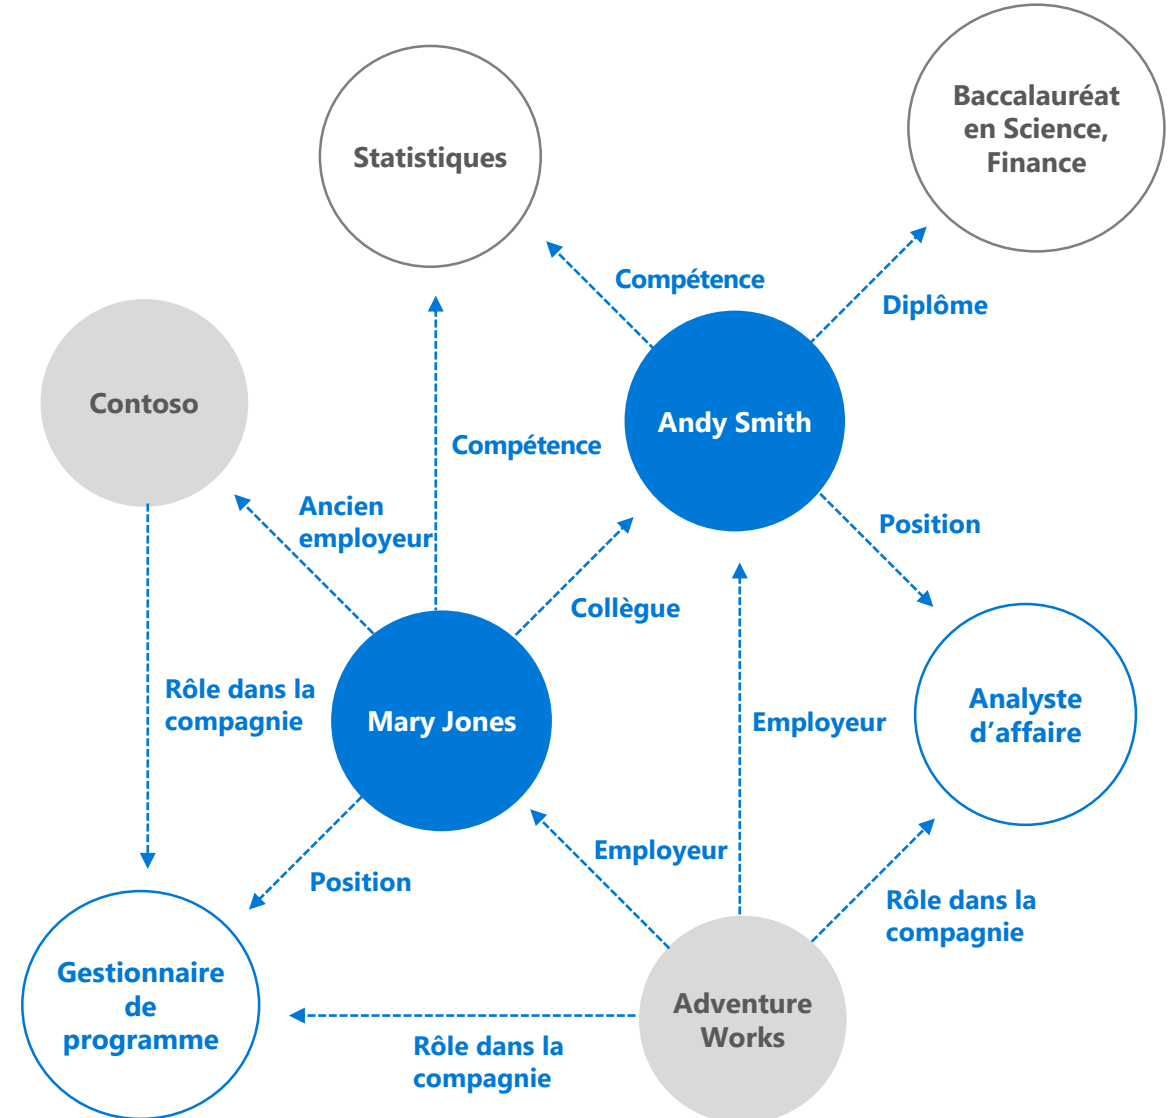 Baccalauréat
en Science,
Finance
Statistiques
Compétence
Diplôme
Contoso
Andy Smith
Compétence
Ancien
employeur
Position
Collègue
Rôle dans la
compagnie
Mary Jones
Employeur
Analyste
d’affaire
Employeur
Position
Rôle dans la
compagnie
Gestionnaire
de
programme
Adventure
Works
Rôle dans la
compagnie